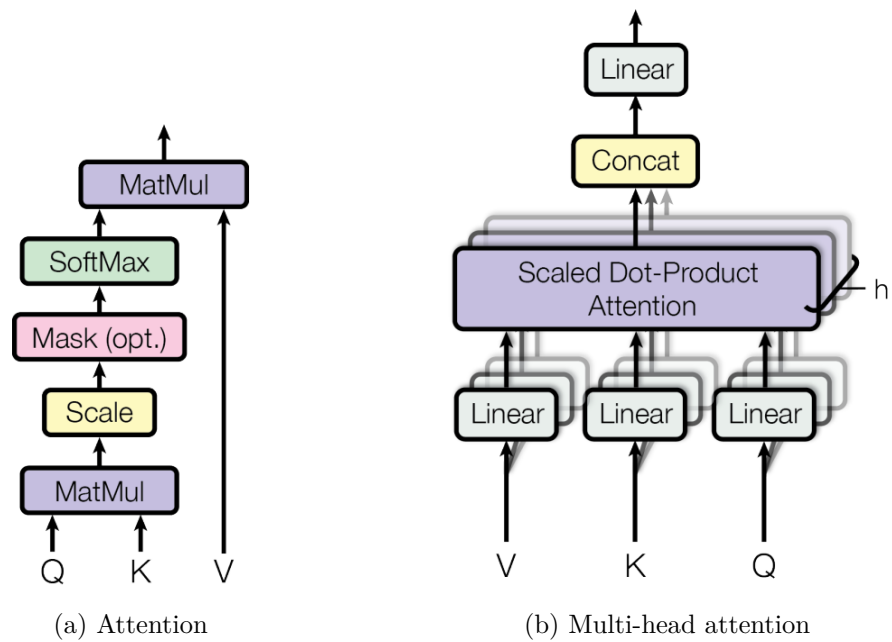 MatMul
SoftMax
Mask (opt.)
Scale
MatMul
Q K V
(a) Attention
Linear
Concat
Scaled Dot-Product
Attention
h
Linear Linear Linear
V K Q
(b) Multi-head attention